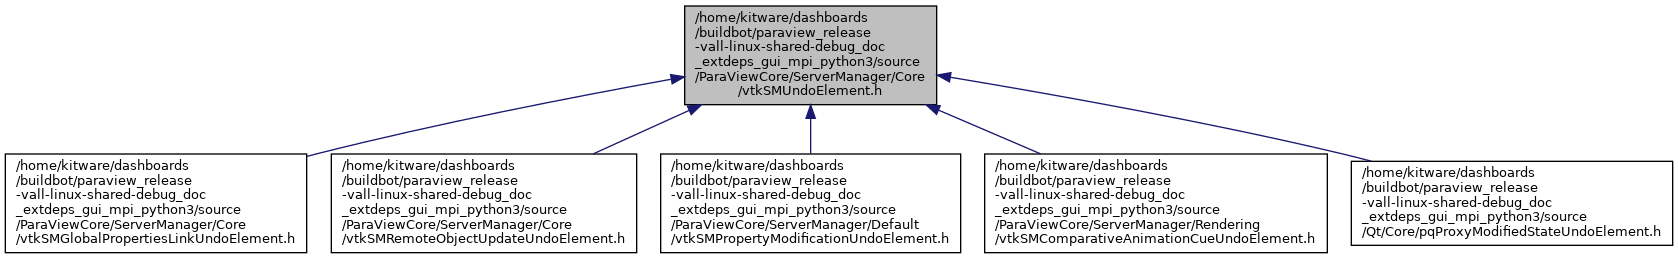 /home/kitware/dashboards
/buildbot/paraview_release
-vall-linux-shared-debug_doc
_extdeps_gui_mpi_python3/source
/ParaViewCore/ServerManager/Core
/vtkSMUndoElement.h
/home/kitware/dashboards
/buildbot/paraview_release
-vall-linux-shared-debug_doc
_extdeps_gui_mpi_python3/source
/ParaViewCore/ServerManager/Core
/vtkSMGlobalPropertiesLinkUndoElement.h
/home/kitware/dashboards
/buildbot/paraview_release
-vall-linux-shared-debug_doc
_extdeps_gui_mpi_python3/source
/ParaViewCore/ServerManager/Core
/vtkSMRemoteObjectUpdateUndoElement.h
/home/kitware/dashboards
/buildbot/paraview_release
-vall-linux-shared-debug_doc
_extdeps_gui_mpi_python3/source
/ParaViewCore/ServerManager/Default
/vtkSMPropertyModificationUndoElement.h
/home/kitware/dashboards
/buildbot/paraview_release
-vall-linux-shared-debug_doc
_extdeps_gui_mpi_python3/source
/ParaViewCore/ServerManager/Rendering
/vtkSMComparativeAnimationCueUndoElement.h
/home/kitware/dashboards
/buildbot/paraview_release
-vall-linux-shared-debug_doc
_extdeps_gui_mpi_python3/source
/Qt/Core/pqProxyModifiedStateUndoElement.h